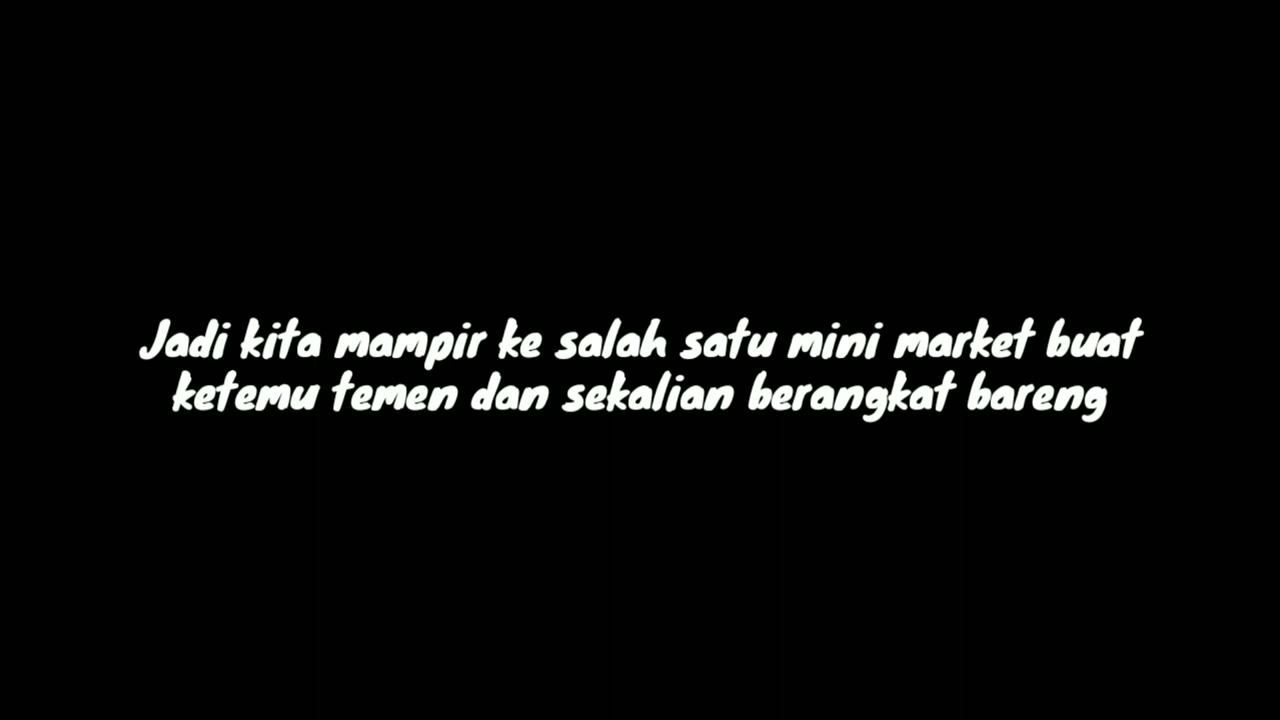 Jadi kita mampir ke salah satu mini market buat
ketemu temen dan sekalian berangkat bareng